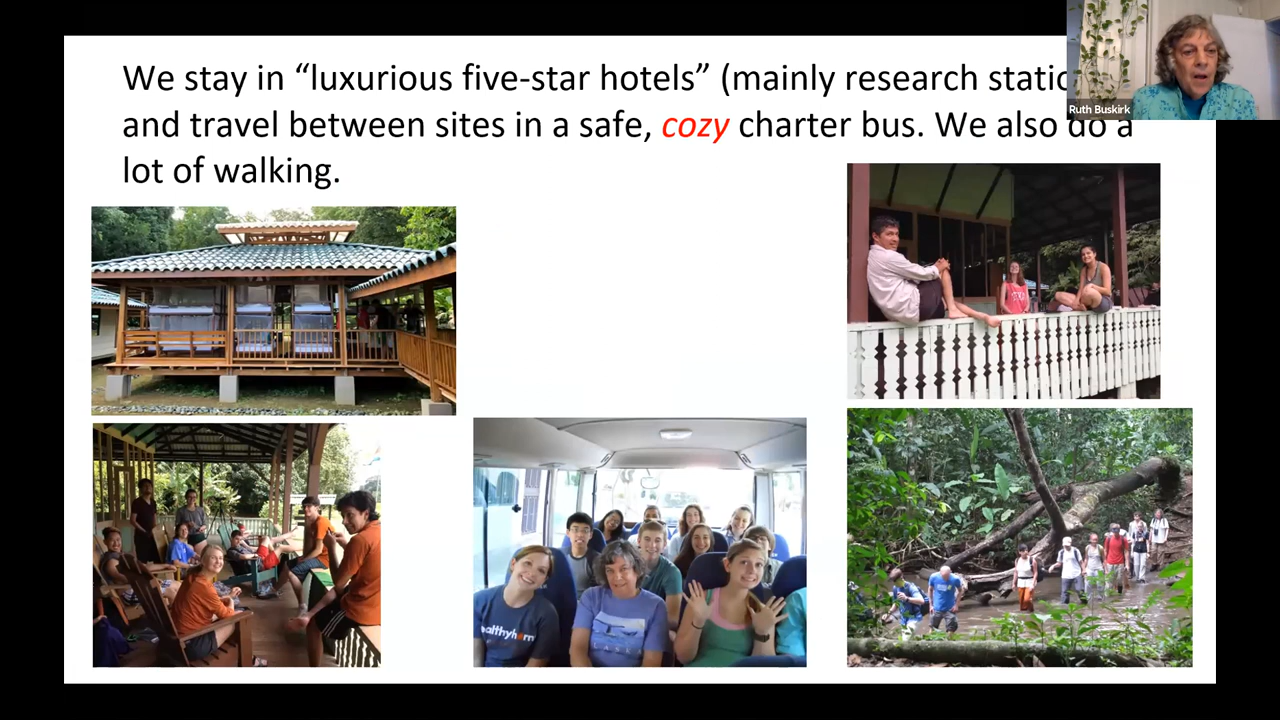 We stay in “luxurious five-star hotels” (mainly research
and travel between sites in a safe, cozy charter bus. We also do a
lot of walking.
Ruth Buskirk